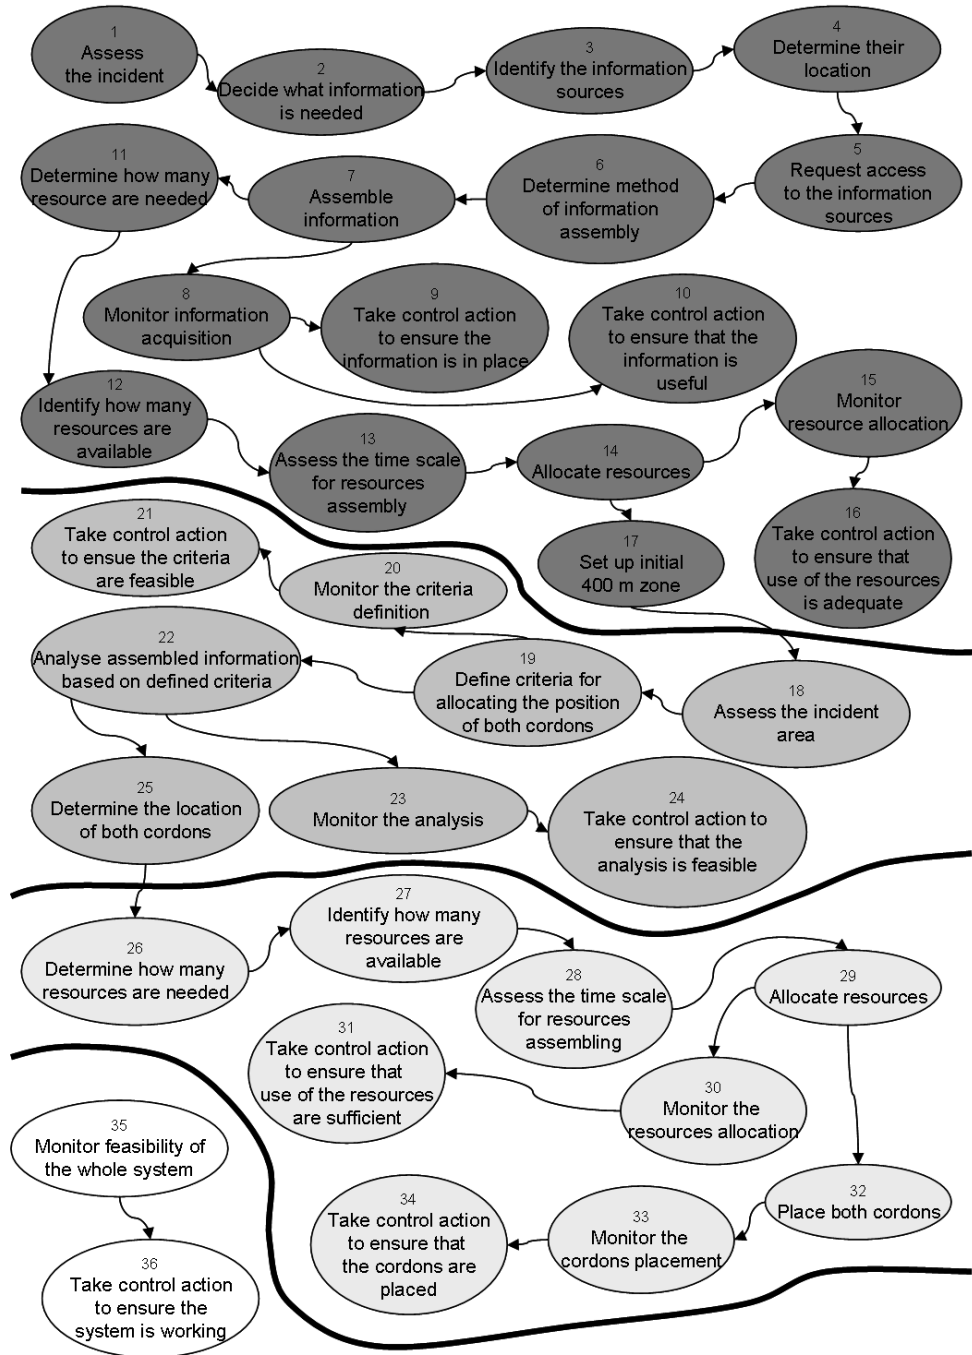 1
Assess
the incident
2
Decide what information
is needed
3
Identify the information
sources
4
Determine their
location
5
Request access
to the information
sources
6
Determine method
of information
assembly
7
Assemble
information
11
Determine how many
resource are needed
8
Monitor information
acquisition
9
Take control action
to ensure the
information is in place
10
Take control action
to ensure that the
information is
useful
12
Identify how many
resources are
available
13
Assess the time scale
for resources
assembly
14
Allocate resources
15
Monitor
resource allocation
16
Take control action
to ensure that
use of the resources
is adequate
17
Set up initial
400 m zone
18
Assess the incident
area
19
Define criteria for
allocating the position
of both cordons
20
Monitor the criteria
definition
21
Take control action
to ensue the criteria
are feasible
22
Analyse assembled information
based on defined criteria
23
Monitor the analysis
24
Take control action to
ensure that the
analysis is feasible
25
Determine the location
of both cordons
26
Determine how many
resources are needed
27
Identify how many
resources are
available
28
Assess the time scale
for resources
assembling
29
Allocate resources
30
Monitor the
resources allocation
31
Take control action
to ensure that
use of the resources
are sufficient
32
Place both cordons
33
Monitor the
cordons placement
34
Take control action
to ensure that
the cordons are
placed
35
Monitor feasibility of
the whole system
36
Take control action
to ensure the
system is working